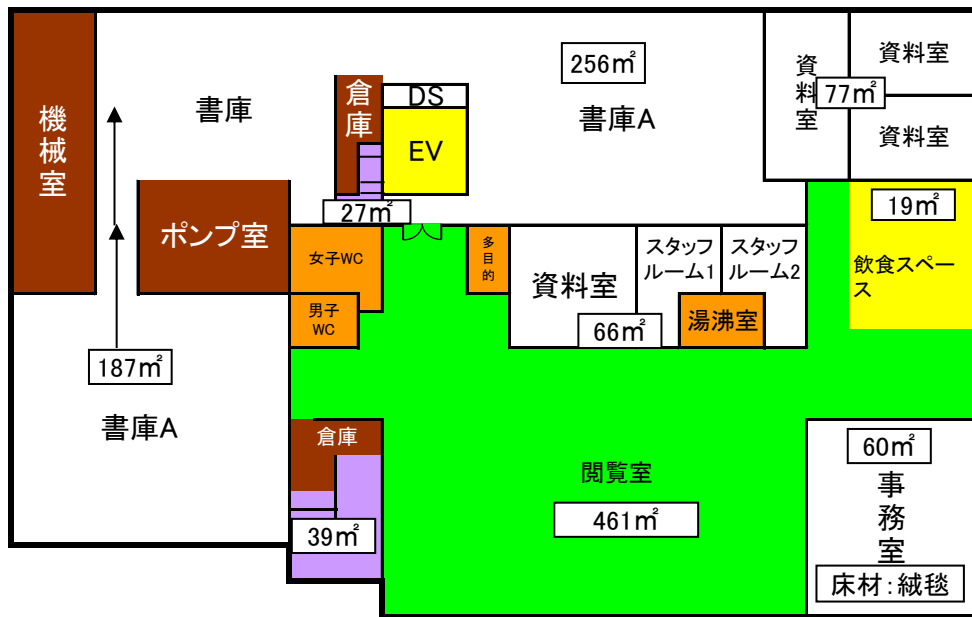 256㎡
資料室
資料室
77㎡
資料室
機械室
書庫
倉庫
DS
EV
書庫A
27㎡
19㎡
ポンプ室
女子WC
多目的
資料室
スタッフ
ルーム1
スタッフ
ルーム2
飲食スペー
ス
男子
WC
湯沸室
66㎡
187㎡
書庫A
倉庫
閲覧室
461㎡
39㎡
60㎡
事務室
床材:絨毯